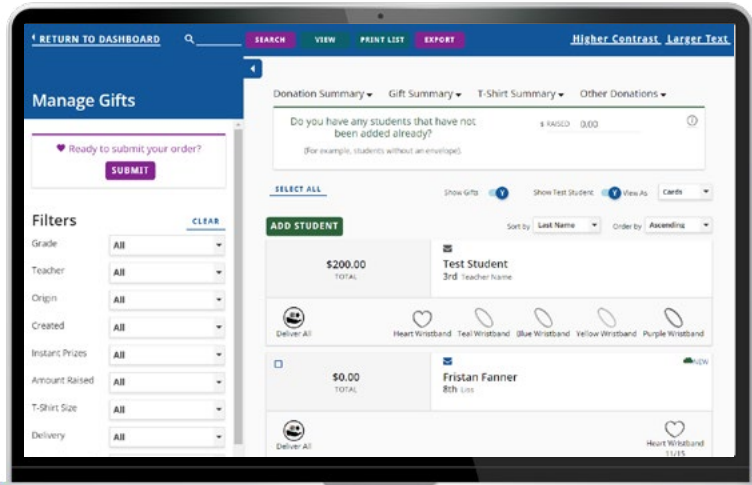 RETURN TO DASHBOARD
SEARCH VIEW PRINT LIST EXPORT
Higher Contrast Larger Text
Manage Gifts
Ready to submit your order?
SUBMIT
Filters CLEAR
Grade All
Teacher All
Origin All
Created All
Instant Prizes All
Amount Raised All
T-Shirt Size All
Delivery All
Donation Summary Gift Summary T-Shirt Summary Other Donations
Do you have any students that have not
been added already?
(For example, students without an envelope).
$ RAISED 0.00
SELECT ALL
Show Gifts Y Show Test Student Y View As Cards
ADD STUDENT
Sort by Last Name Order by Ascending
$200.00
TOTAL
Test Student
3rd Teacher Name
Deliver All
Heart Wristband Teal Wristband Blue Wristband Yellow Wristband Purple Wristband
$0.00
TOTAL
NEW
Fristan Fanner
8th Liss
Deliver All
Heart Wristband
11/15